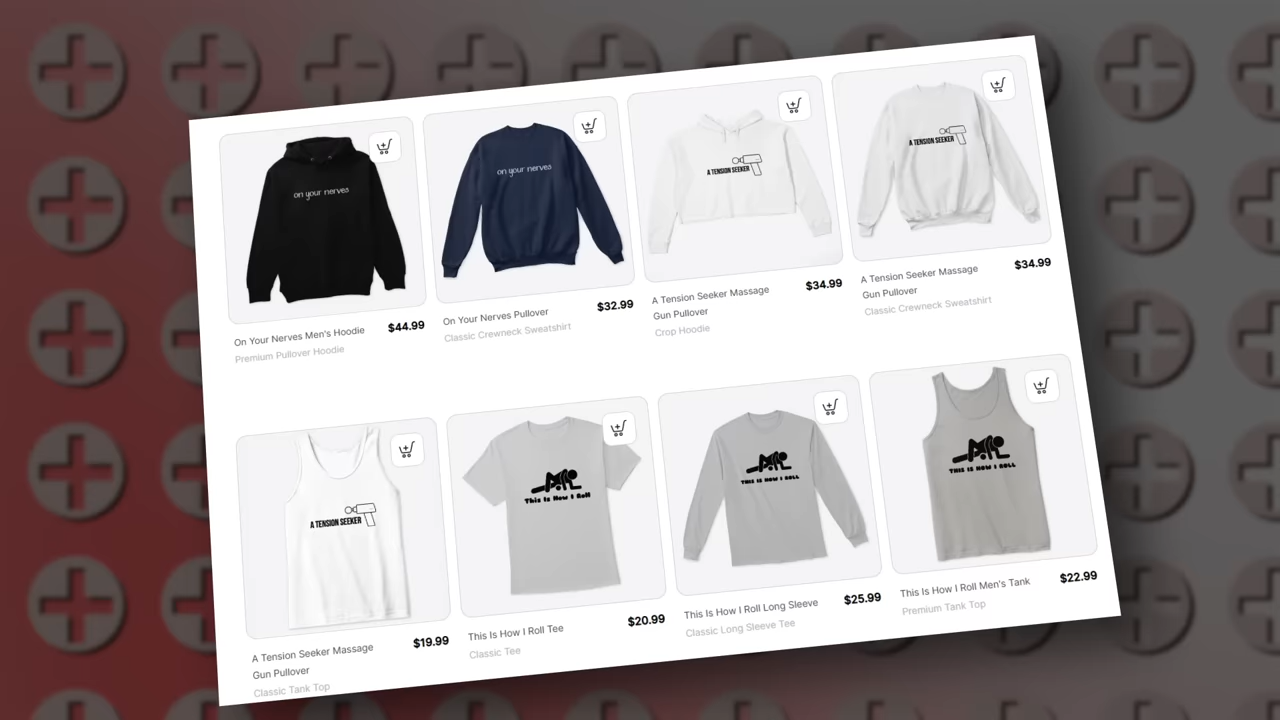 on your nerves
on your nerves
A TENSION SEEKER
A TENSION SEEKER
On Your Nerves Men's Hoodie $44.99
Premium Pullover Hoodie
On Your Nerves Pullover $32.99
Classic Crewneck Sweatshirt
A Tension Seeker Massage $34.99
Gun Pullover
Crop Hoodie
A Tension Seeker Massage $34.99
Gun Pullover
Classic Crewneck Sweatshirt
A TENSION SEEKER
This Is How I Roll
THIS IS HOW I ROLL
THIS IS HOW I ROLL
A Tension Seeker Massage $19.99
Gun Pullover
Classic Tank Top
This Is How I Roll Tee $20.99
Classic Tee
This Is How I Roll Long Sleeve $25.99
Classic Long Sleeve Tee
This Is How I Roll Men's Tank $22.99
Premium Tank Top